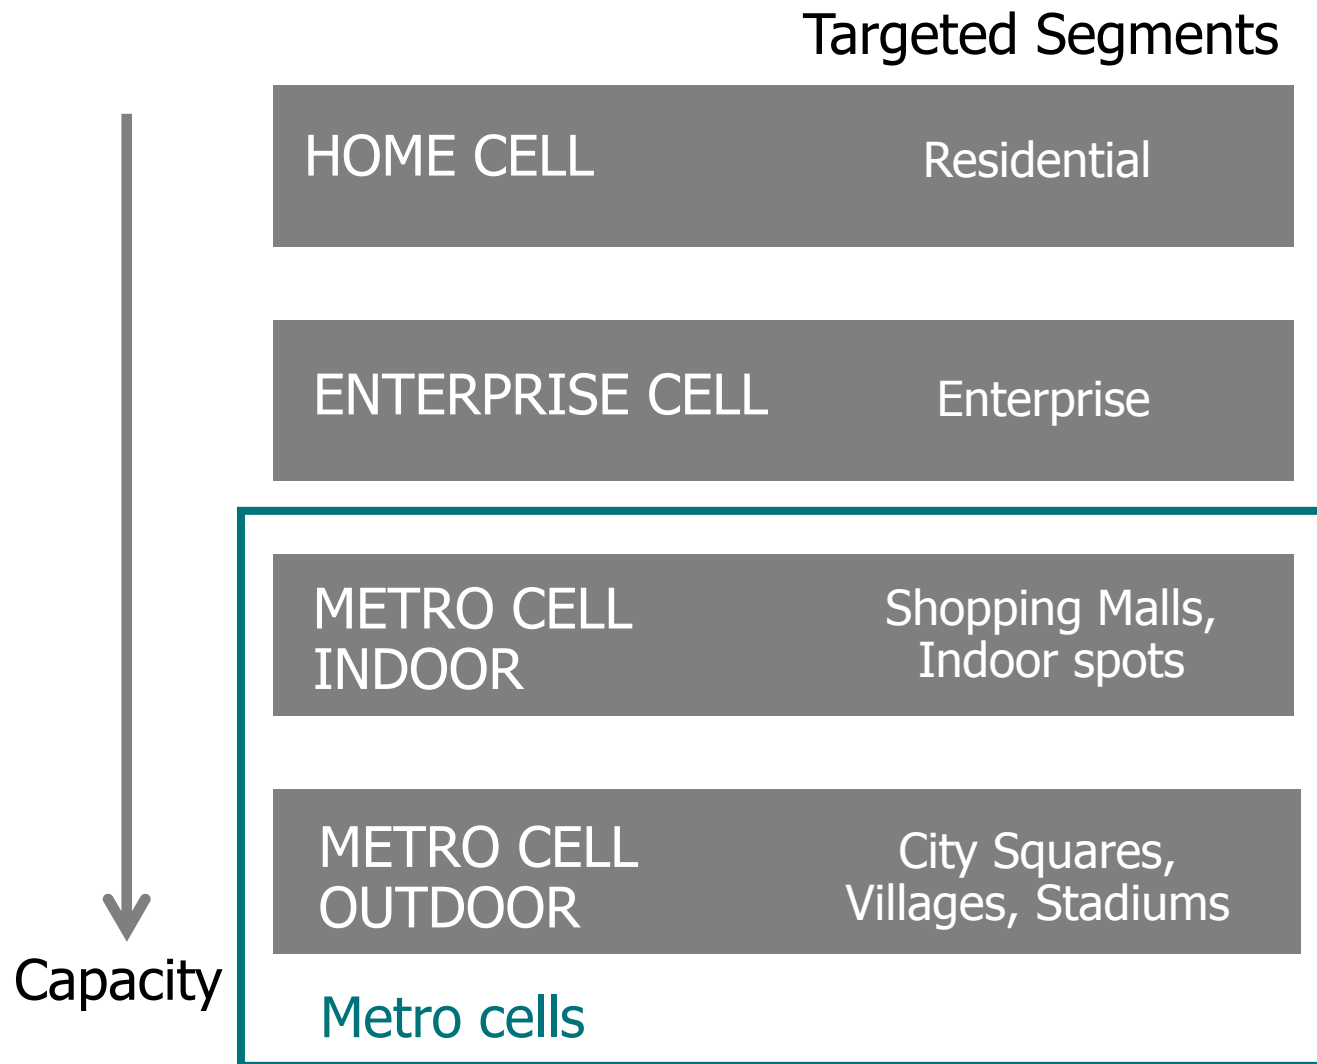 Targeted Segments
HOME CELL
Residential
ENTERPRISE CELL
Enterprise
METRO CELL
INDOOR
Shopping Malls,
Indoor spots
METRO CELL
OUTDOOR
City Squares,
Villages, Stadiums
Capacity
Metro cells